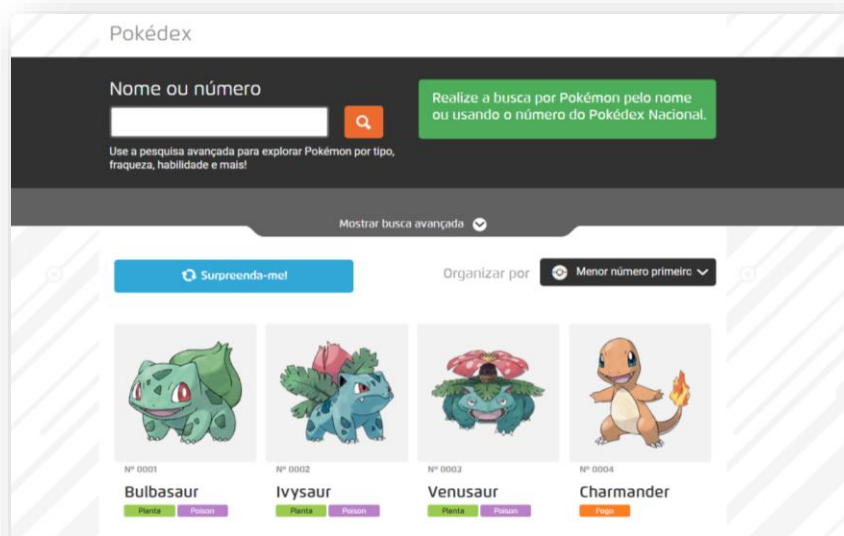 Pokédex
Nome ou número
Realize a busca por Pokémon pelo nome
ou usando o número do Pokédex Nacional.
Use a pesquisa avançada para explorar Pokémon por tipo,
fraqueza, habilidade e mais!
Mostrar busca avançada
Surpreenda-me!
Organizar por
Menor número primeiro
Nº 0001
Nº 0002
Nº 0003
Nº 0004
Bulbasaur
Ivysaur
Venusaur
Charmander
Planta Poison
Planta Poison
Planta Poison
Fogo